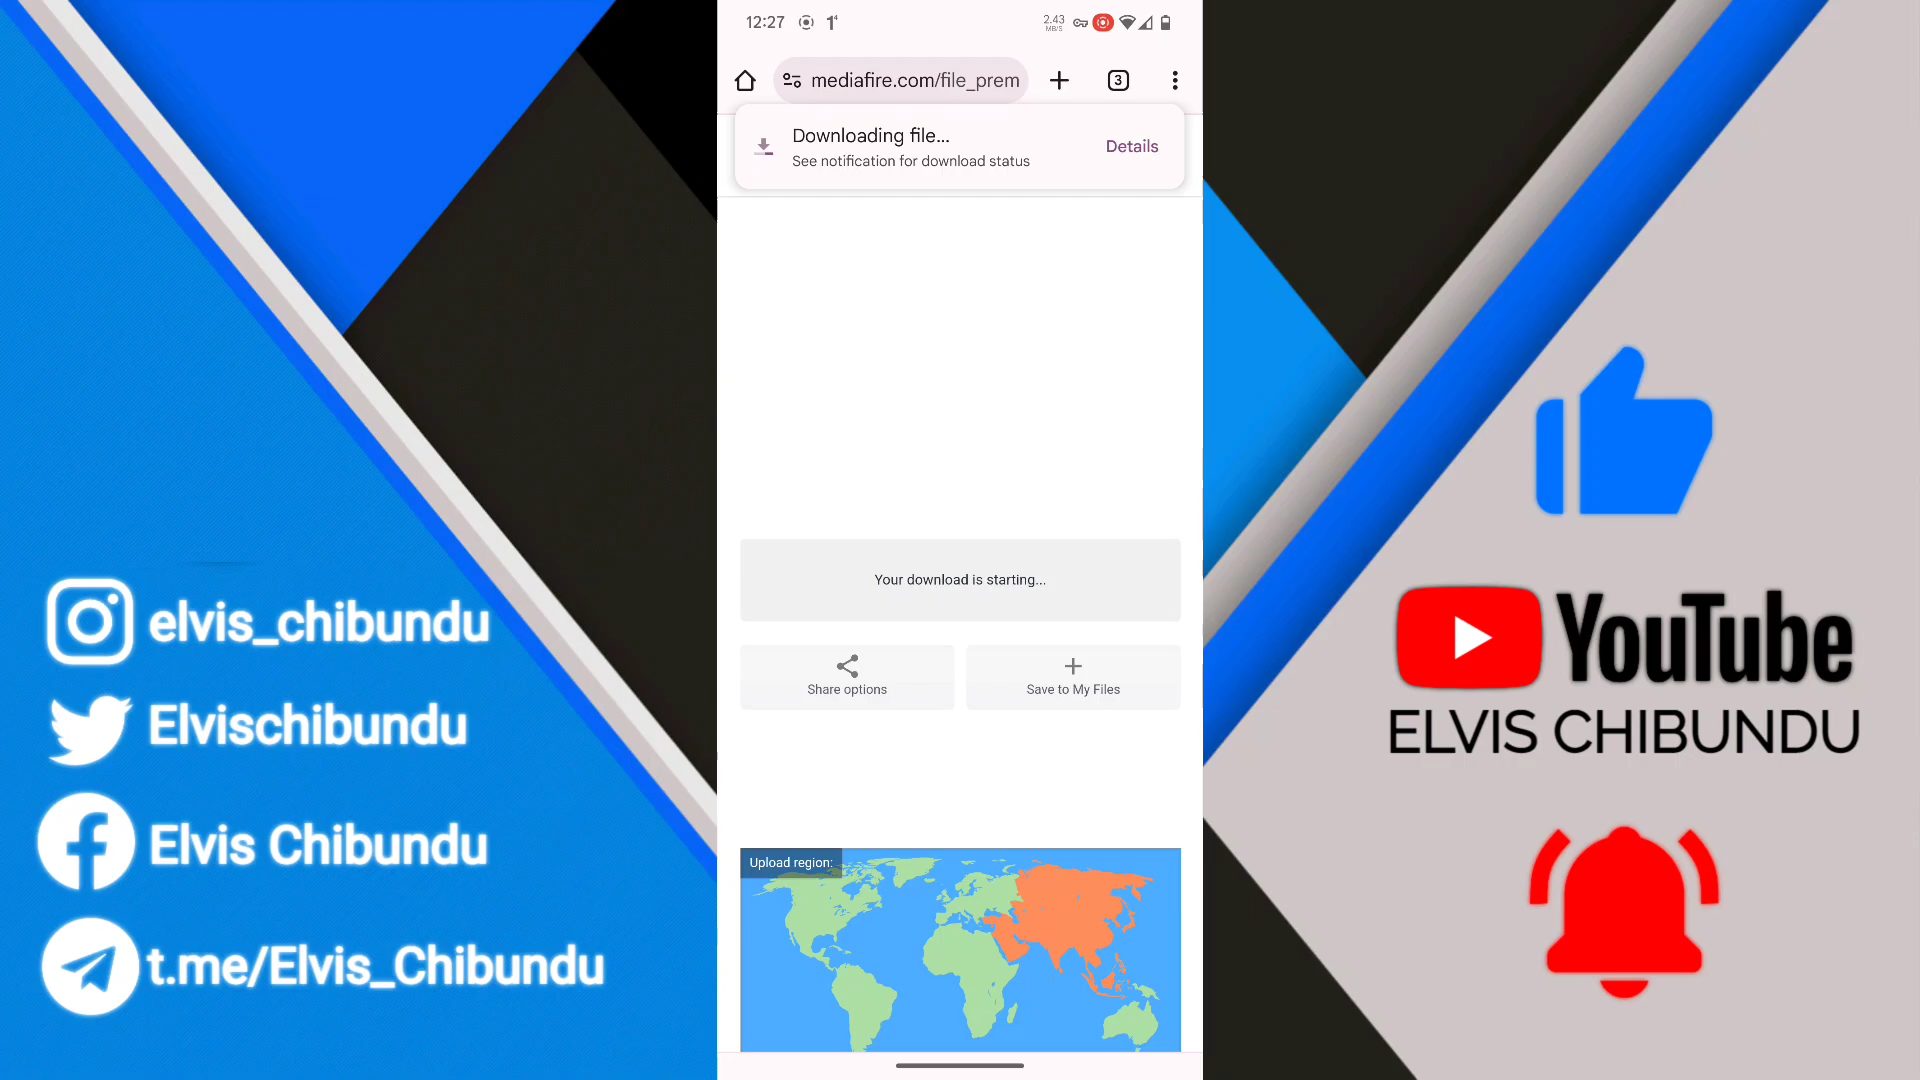 12:27
2.43
MB/S
mediafire.com/file_prem
3
Downloading file...
See notification for download status
Details
Your download is starting...
Share options
Save to My Files
Upload region:
elvis_chibundu
Elvischibundu
Elvis Chibundu
t.me/Elvis_Chibundu
YouTube
ELVIS CHIBUNDU